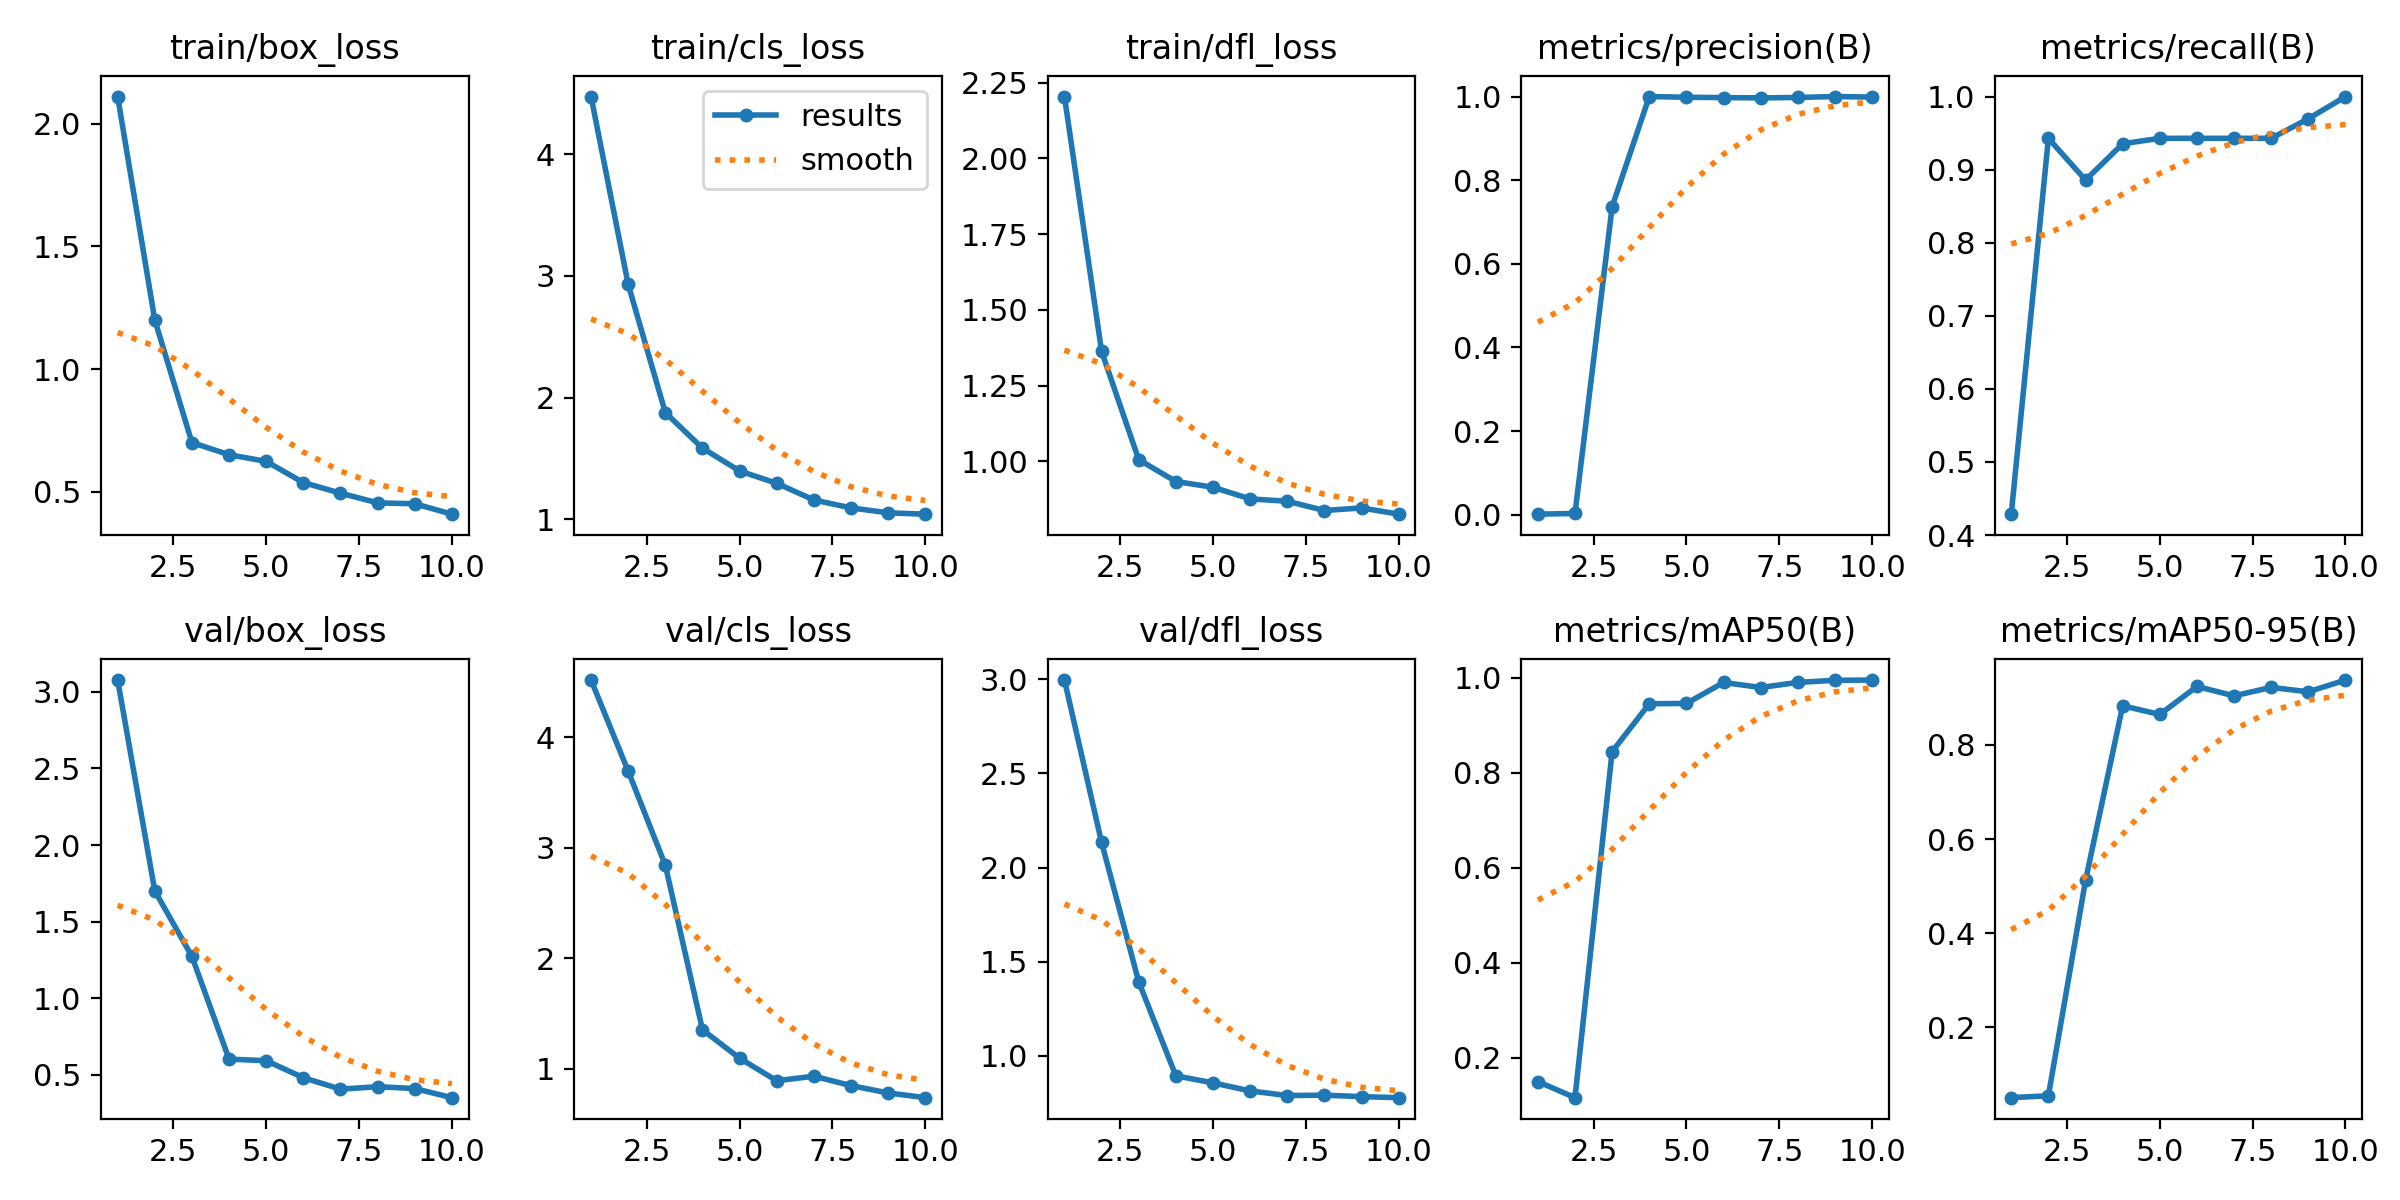 train/box_loss
2.0
1.5
1.0
0.5
2.5 5.0 7.5 10.0
train/cls_loss
results
smooth
4
3
2
1
2.5 5.0 7.5 10.0
train/dfl_loss
2.25
2.00
1.75
1.50
1.25
1.00
2.5 5.0 7.5 10.0
metrics/precision(B)
1.0
0.8
0.6
0.4
0.2
0.0
2.5 5.0 7.5 10.0
metrics/recall(B)
1.0
0.9
0.8
0.7
0.6
0.5
0.4
2.5 5.0 7.5 10.0
val/box_loss
3.0
2.5
2.0
1.5
1.0
0.5
2.5 5.0 7.5 10.0
val/cls_loss
4
3
2
1
2.5 5.0 7.5 10.0
val/dfl_loss
3.0
2.5
2.0
1.5
1.0
2.5 5.0 7.5 10.0
metrics/mAP50(B)
1.0
0.8
0.6
0.4
0.2
2.5 5.0 7.5 10.0
metrics/mAP50-95(B)
0.8
0.6
0.4
0.2
2.5 5.0 7.5 10.0